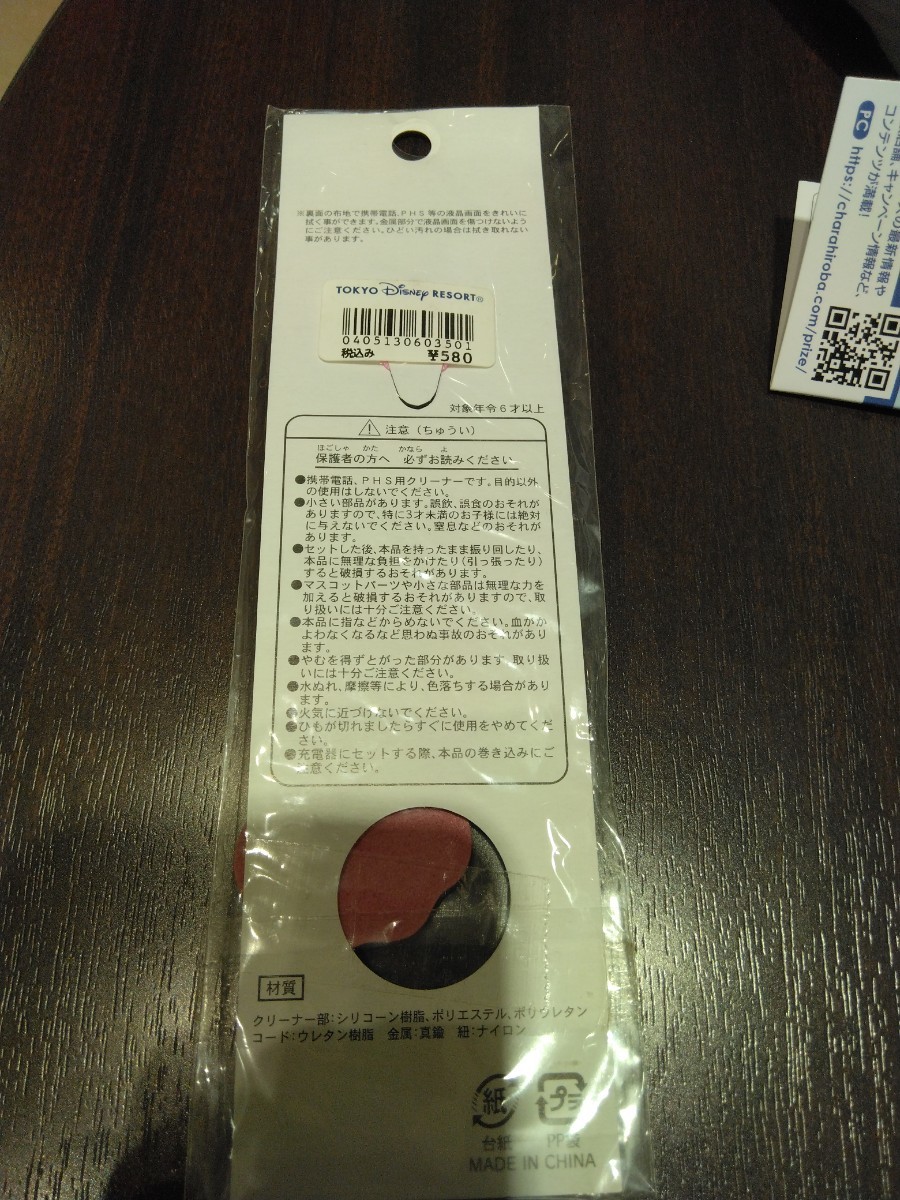 ※裏面の布地で携帯電話、PHS等の液晶画面をきれいに
拭く事ができます。金属部分で液晶画面を傷つけないよう
にご注意ください。ひどい汚れの場合は拭き取れない
事があります。
TOKYO Disney RESORT®
0405130603501
税込み ¥580
対象年令6才以上
注意(ちゅうい)
ほごしゃ かた かなら よ
保護者の方へ 必ずお読みください
●携帯電話、PHS用クリーナーです。目的以外
の使用はしないでください。
●小さい部品があります。誤飲、誤食のおそれが
ありますので、特に3才未満のお子様には絶対
に与えないでください。窒息などのおそれが
あります。
●セットした後、本品を持ったまま振り回したり、
本品に無理な負担をかけたり(引っ張ったり)
すると破損するおそれがあります。
●マスコットパーツや小さな部品は無理な力を
加えると破損するおそれがありますので、取
り扱いには十分ご注意ください。
●本品に指などからめないでください。血がか
よわなくなるなど思わぬ事故のおそれがあり
ます。
●やむを得ずとがった部分があります。取り扱
いには十分ご注意ください。
●水ぬれ、摩擦等により、色落ちする場合があり
ます。
●火気に近づけないでください。
●ひもが切れましたらすぐに使用をやめてくだ
さい。
●充電器にセットする際、本品の巻き込みにご
注意ください。
材質
クリーナー部:シリコーン樹脂、ポリエステル、ポリウレタン
コード:ウレタン樹脂 金属:真鍮 紐:ナイロン
紙 プラ
台紙 PP袋
MADE IN CHINA
の最新情報や
、キャンペーン情報など、
コンテンツが満載!
PC https://charahiroba.com/prize/